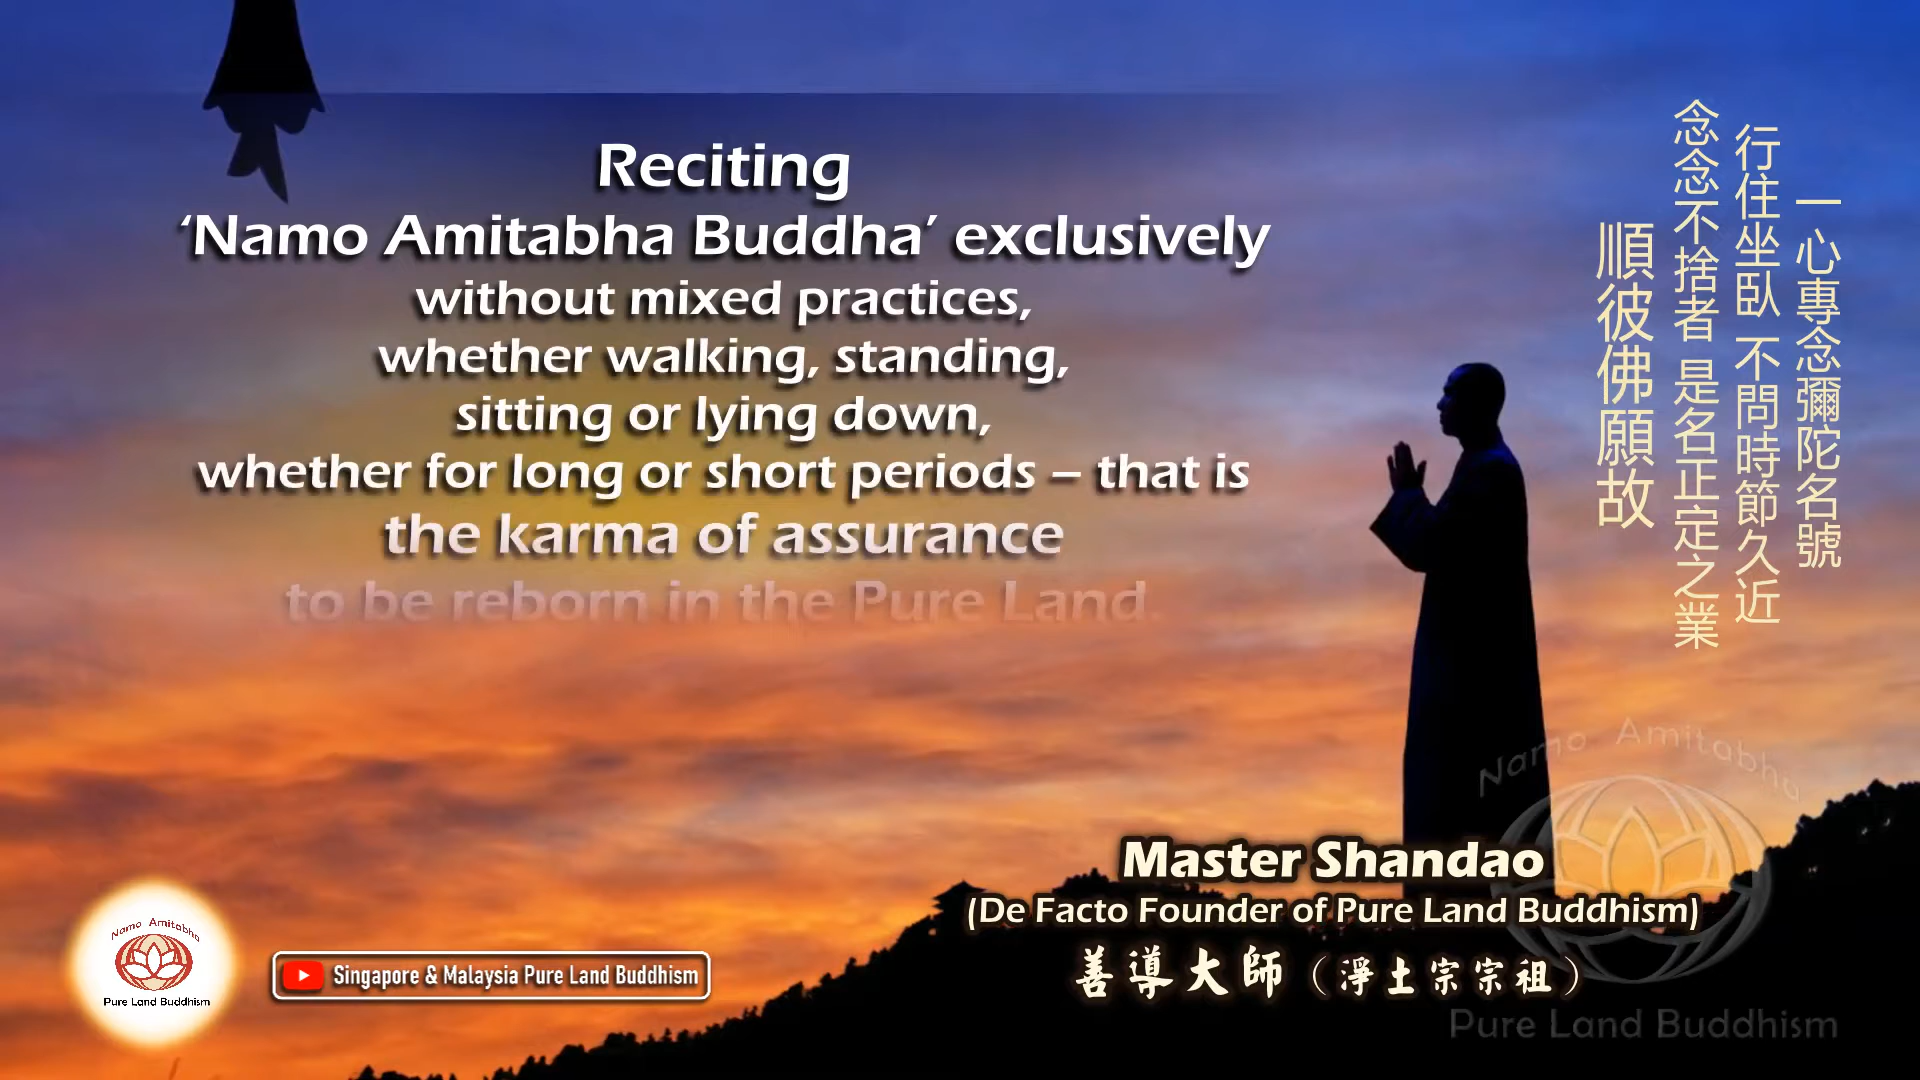 Reciting
‘Namo Amitabha Buddha’ exclusively
without mixed practices,
whether walking, standing,
sitting or lying down,
whether for long or short periods – that is
the karma of assurance
to be reborn in the Pure Land.
一心專念彌陀名號
行住坐臥 不問時節久近
念念不捨者 是名正定之業
順彼佛願故
Master Shandao
(De Facto Founder of Pure Land Buddhism)
善導大師（淨土宗宗祖）
Namo Amitabha
Pure Land Buddhism
Singapore & Malaysia Pure Land Buddhism
Namo Amitabha
Pure Land Buddhism